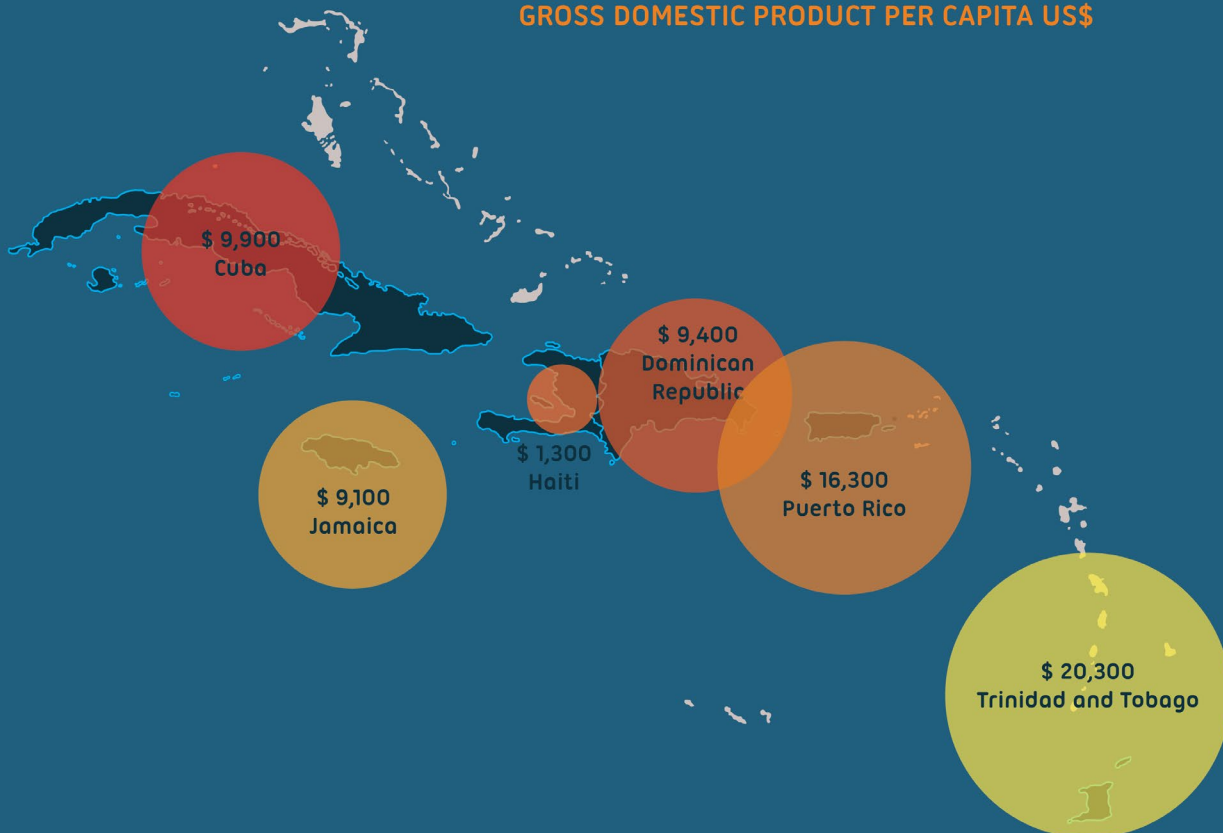 GROSS DOMESTIC PRODUCT PER CAPITA US$
$ 9,900
Cuba
$ 9,400
Dominican
Republic
$ 1,300
Haiti
$ 9,100
Jamaica
$ 16,300
Puerto Rico
$ 20,300
Trinidad and Tobago